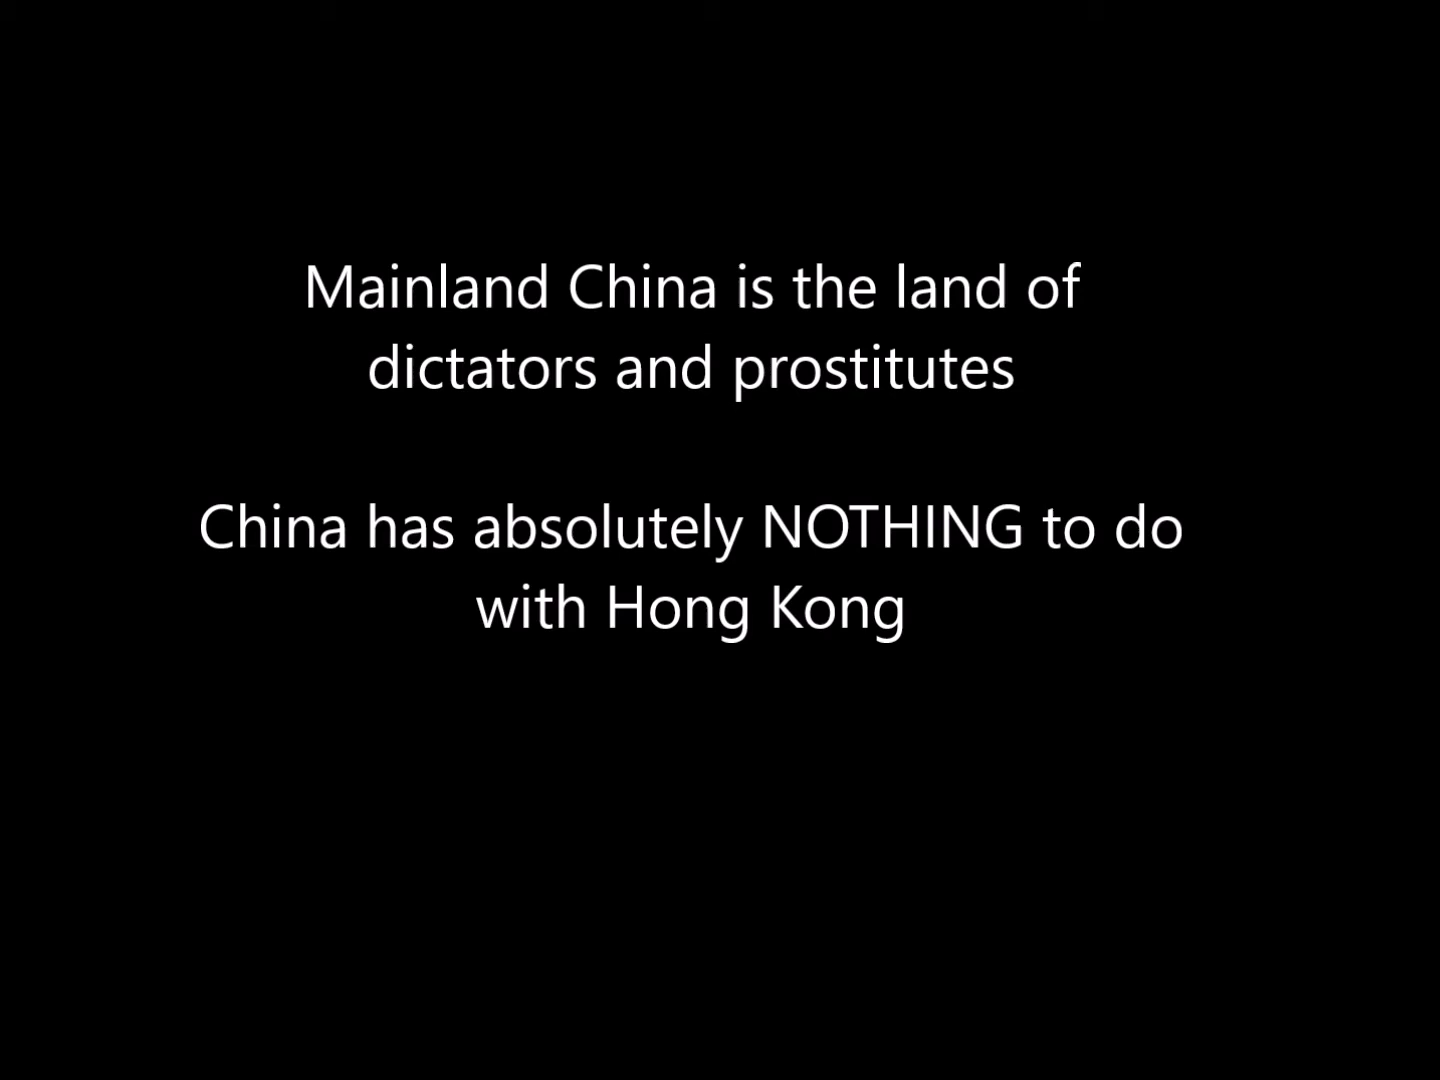 Mainland China is the land of
dictators and prostitutes
China has absolutely NOTHING to do
with Hong Kong